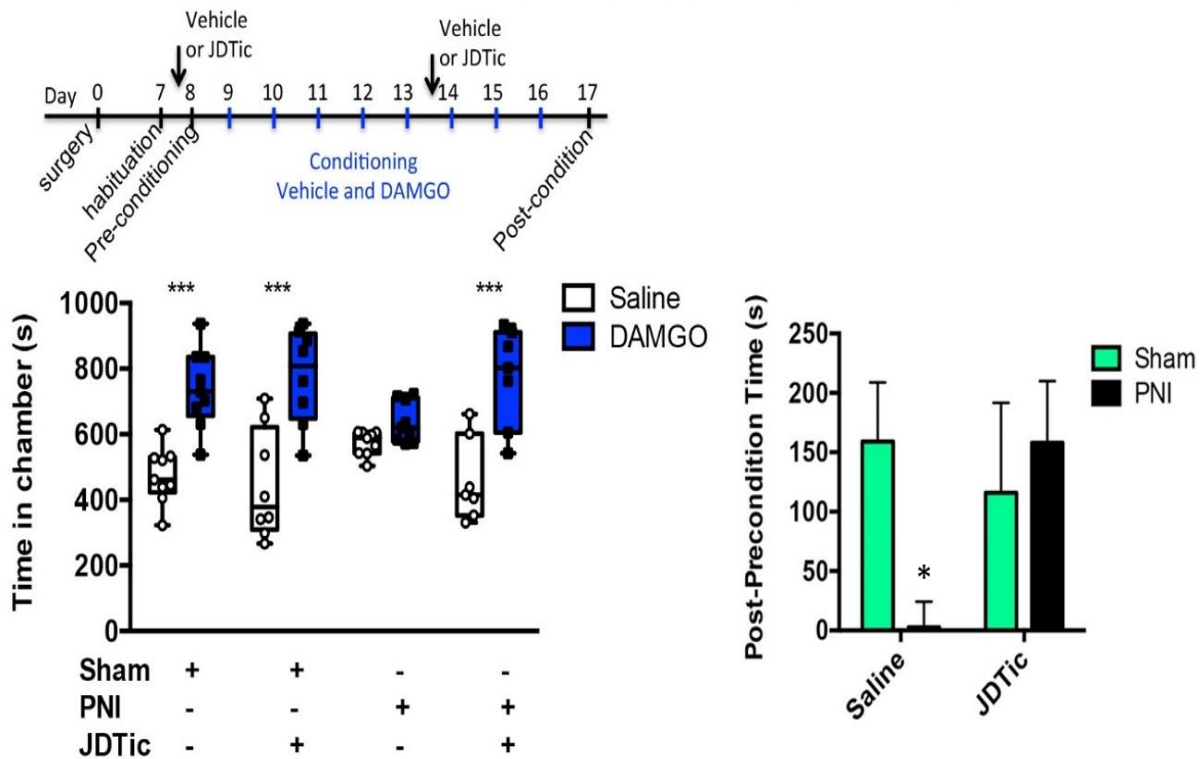 Vehicle
or JDTic
Vehicle
or JDTic
Day 0 7 8 9 10 11 12 13 14 15 16 17
surgery
habituation
Pre-conditioning
Conditioning
Vehicle and DAMGO
Post-condition
*** *** ***
Saline
DAMGO
Time in chamber (s)
1000
800
600
400
200
0
Sham + + - -
PNI - - + +
JDTic - + - +
Post-Precondition Time (s)
250
200
150
100
50
0
*
Sham
PNI
Saline
JDTic